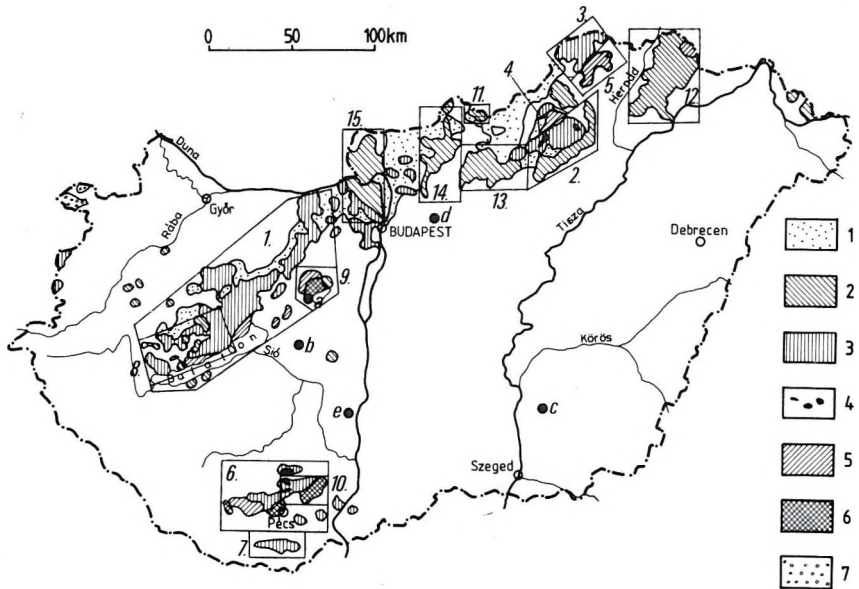 0 50 100km
3.
4
5.
Hernád
12.
11.
15.
2.
14.
13.
Duna
Győr
Rába
1.
d
BUDAPEST
Tisza
Debrecen
9.
a
b
Sió
Balaton
8.
Körös
e
c
Szeged
6.
10.
Pécs
7.
1
2
3
4
5
6
7